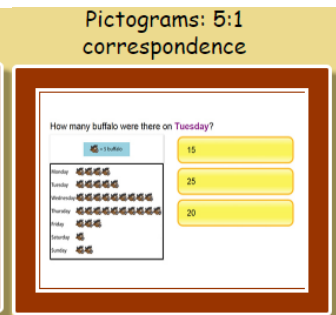 Pictograms: 5:1
correspondence
How many buffalo were there on Tuesday?
= 5 buffalo
15
Monday
Tuesday
25
Wednesday
Thursday
20
Friday
Saturday
Sunday